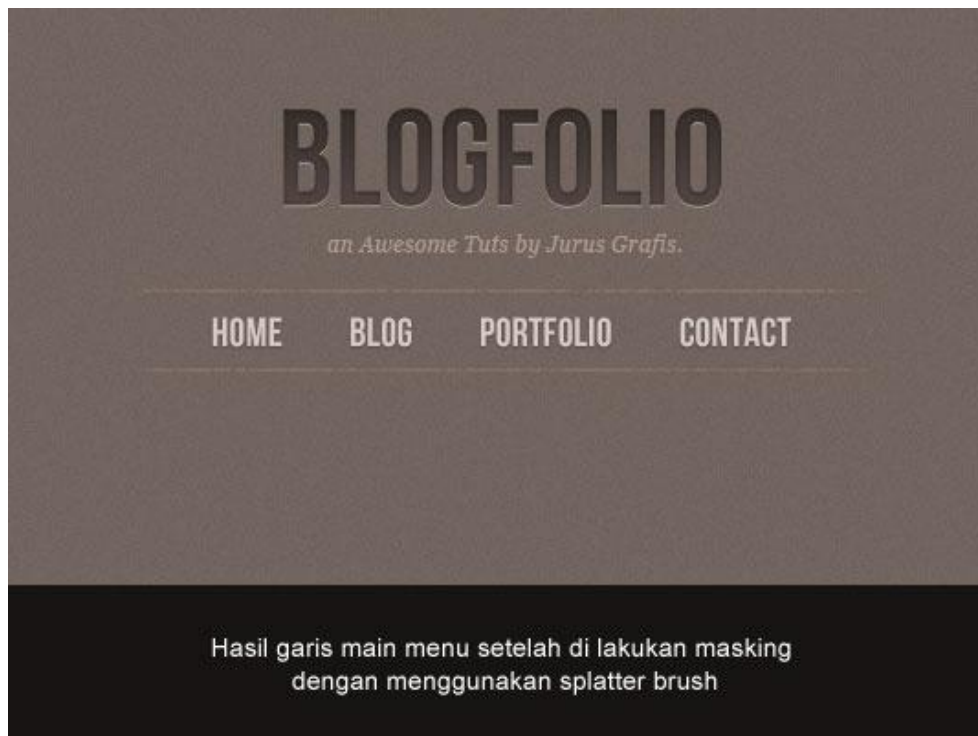 BLOGFOLIO
an Awesome Tuts by Jurus Grafis.
HOME BLOG PORTFOLIO CONTACT
Hasil garis main menu setelah di lakukan masking
dengan menggunakan splatter brush